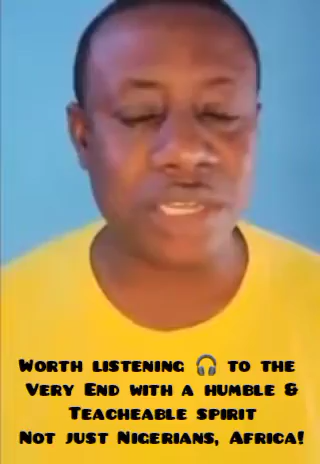 Worth listening 🎧 to the
Very End with a humble &
Teacheable spirit
Not just Nigerians, Africa!